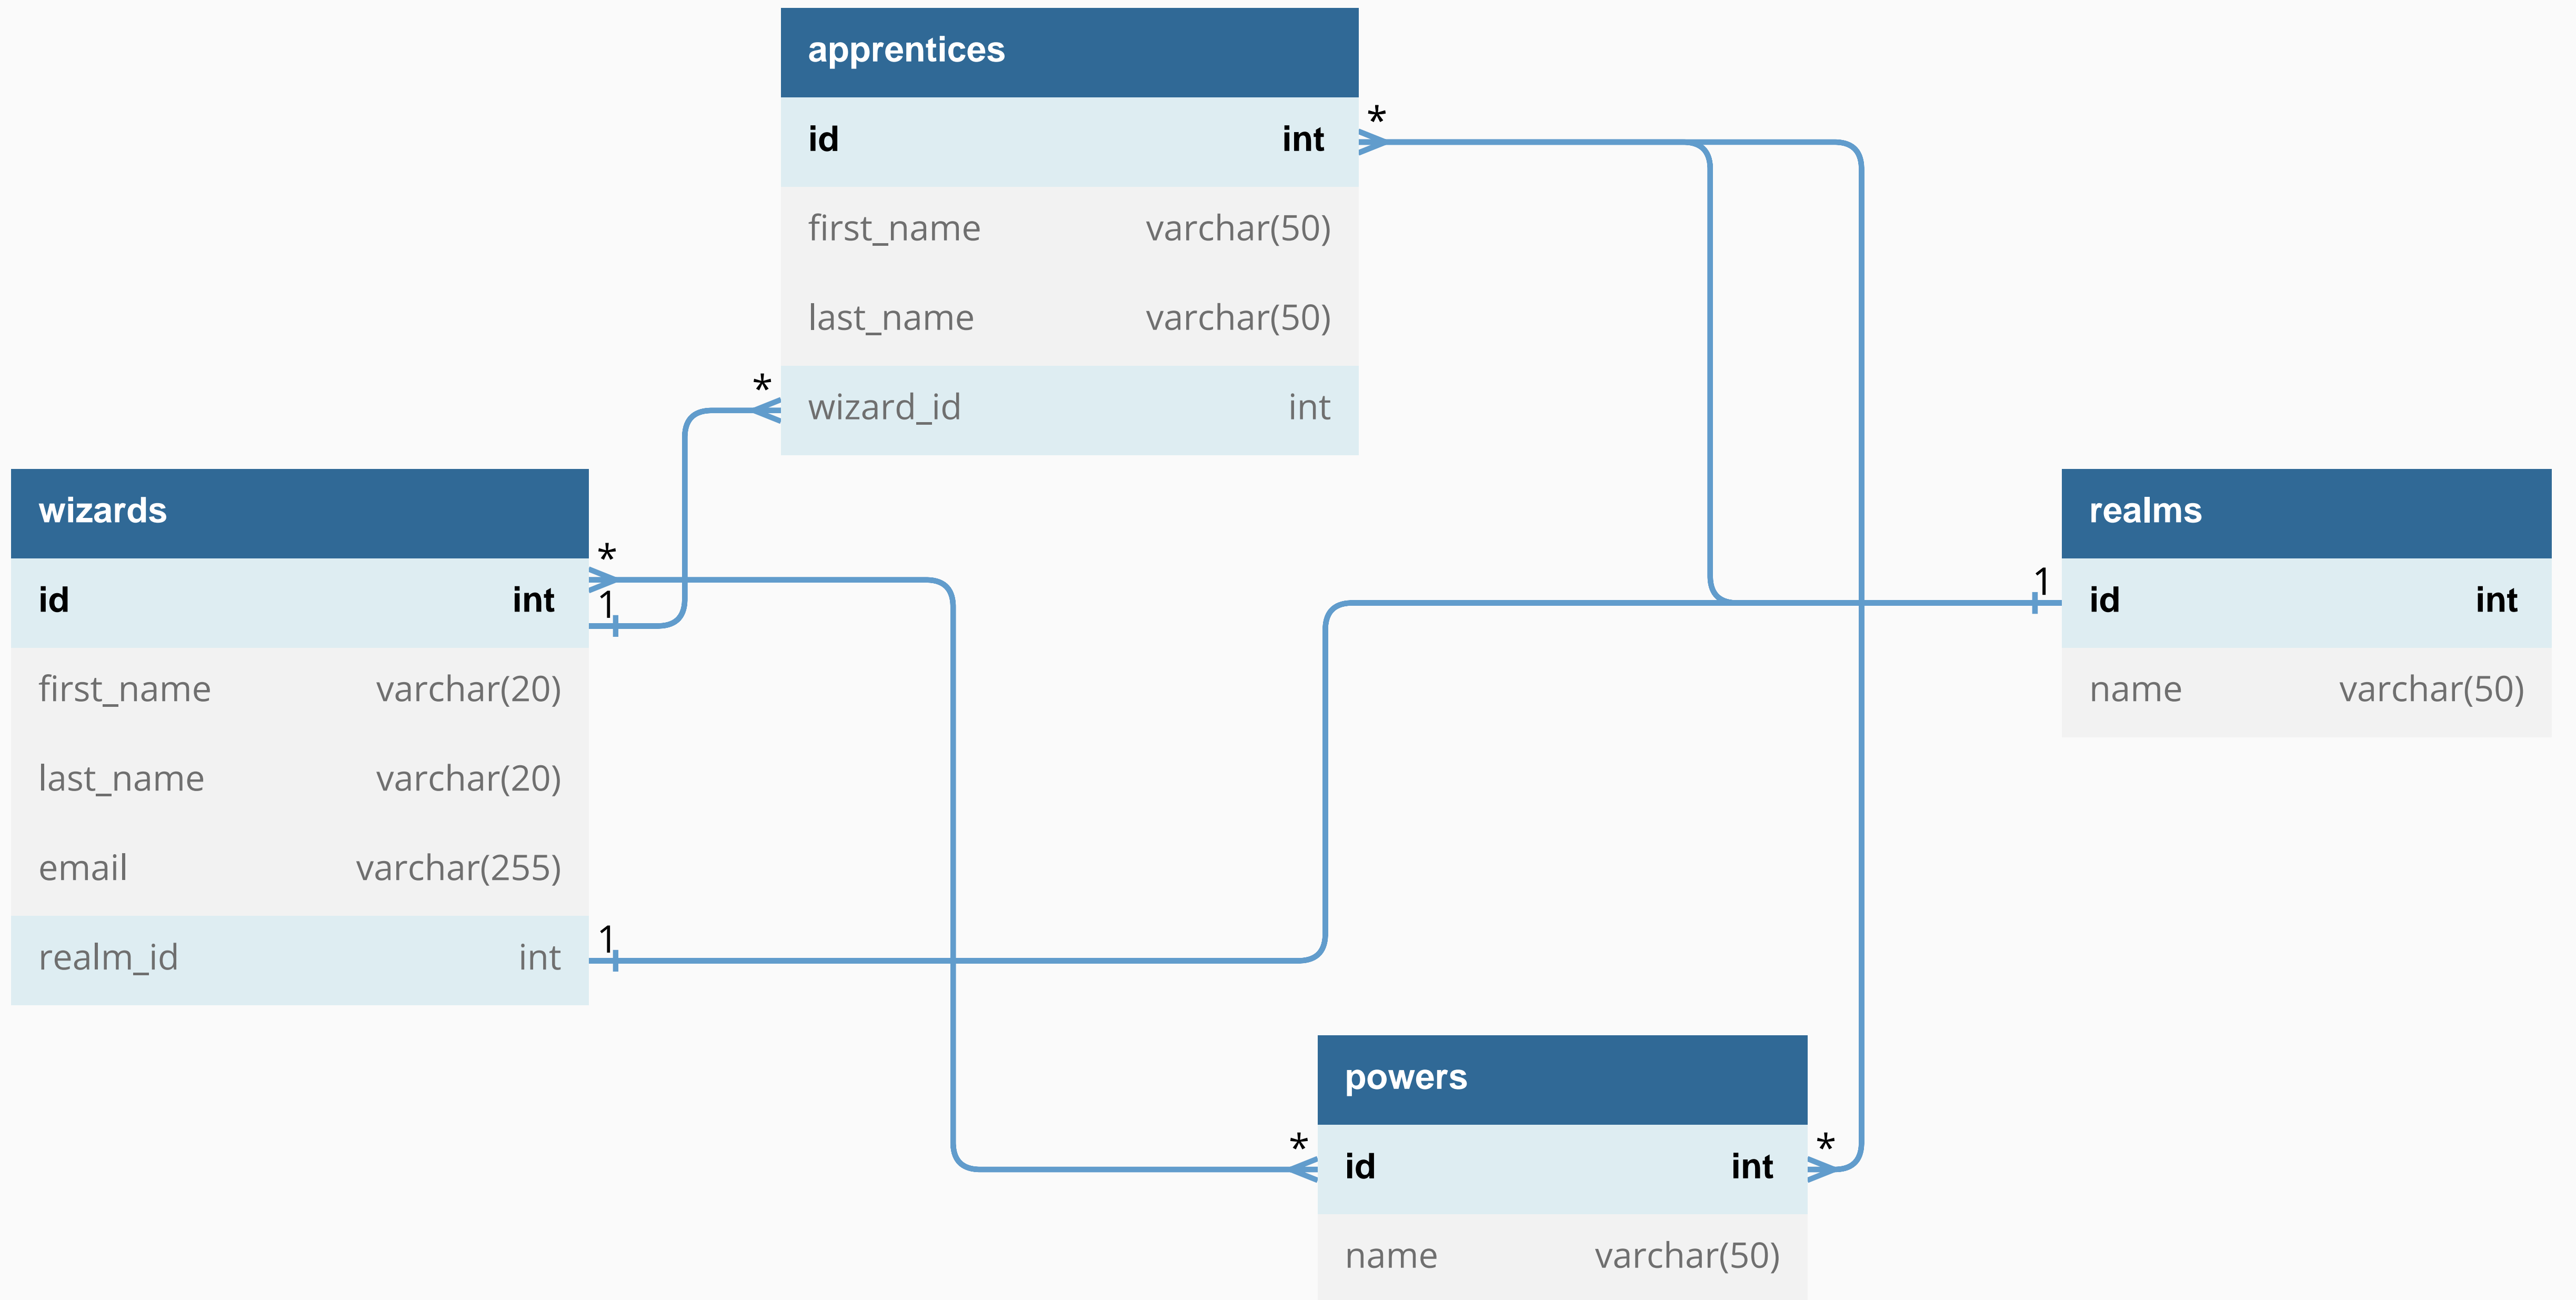 apprentices
id int
first_name varchar(50)
last_name varchar(50)
wizard_id int
*
*
wizards
id int
first_name varchar(20)
last_name varchar(20)
email varchar(255)
realm_id int
*
1
1
realms
id int
name varchar(50)
1
powers
id int
name varchar(50)
*
*